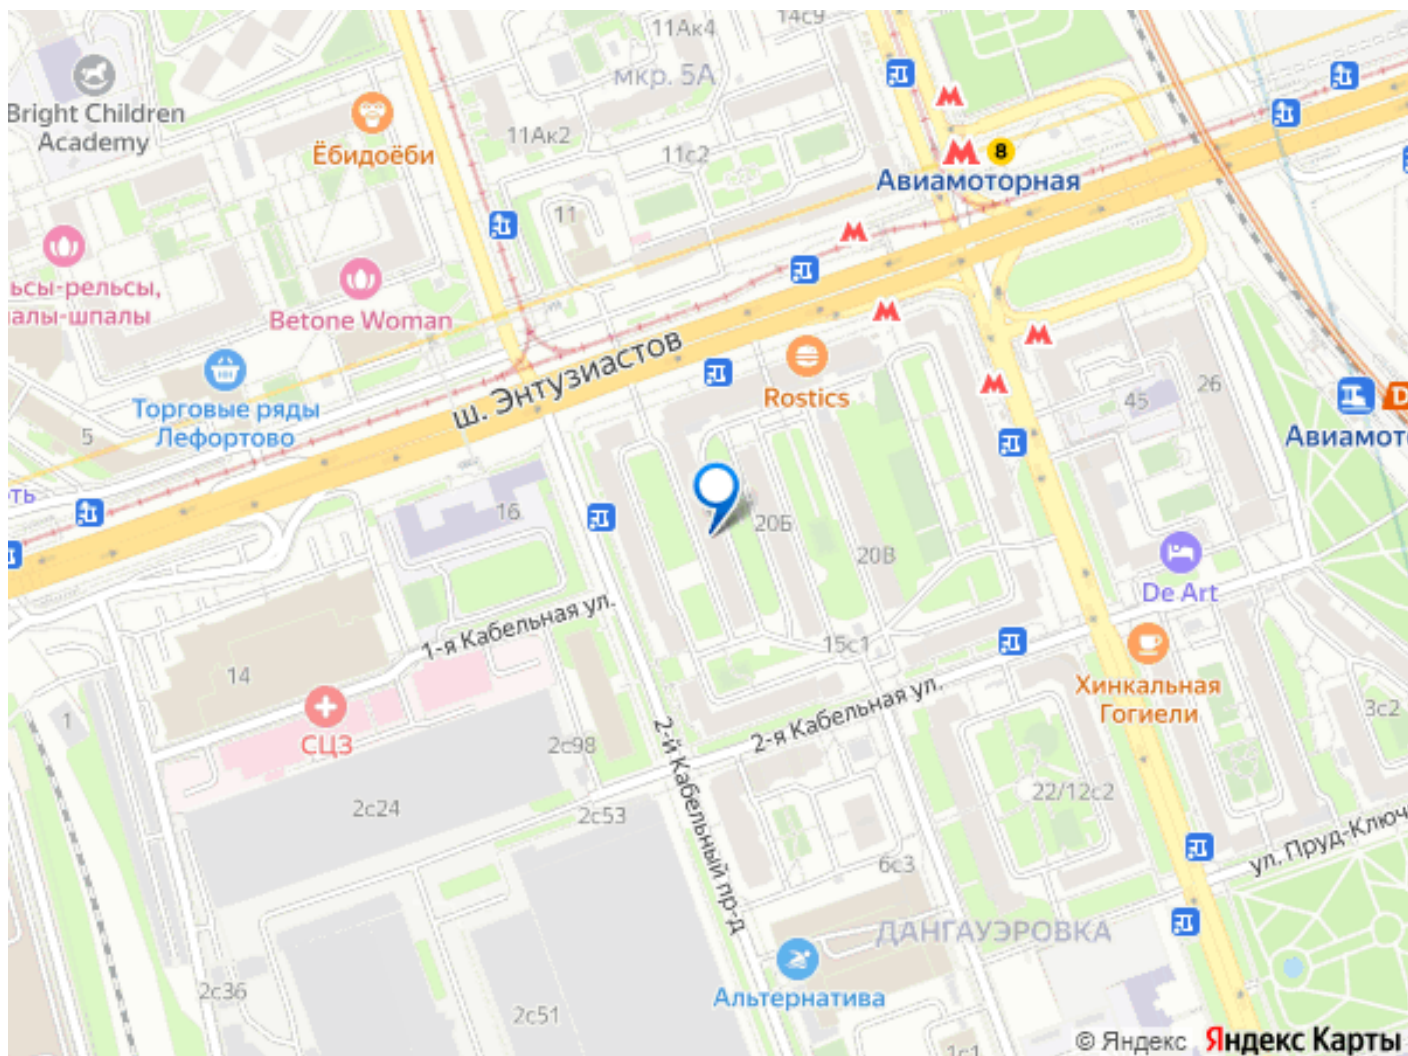 11Ак4
14с9
мкр. 5А
Bright Children
Academy
Ёбидоёби
11Ак2
11с2
8
Авиамоторная
11
ьсы-рельсы,
алы-шпалы
Betone Woman
ш. Энтузиастов
Rostics
Торговые ряды
Лефортово
5
26
45
D
Авиамот
ть
16
20Б
20В
De Art
1-я Кабельная ул.
15с1
14
Хинкальная
Гогиели
1
СЦЗ
2-я Кабельная ул.
3с2
2с98
2-й Кабельный пр-д
2с24
2с53
22/12с2
ул. Пруд-Ключ
6с3
ДАНГАУЭРОВКА
Альтернатива
2с36
2с51
1с1
© Яндекс Яндекс Карты